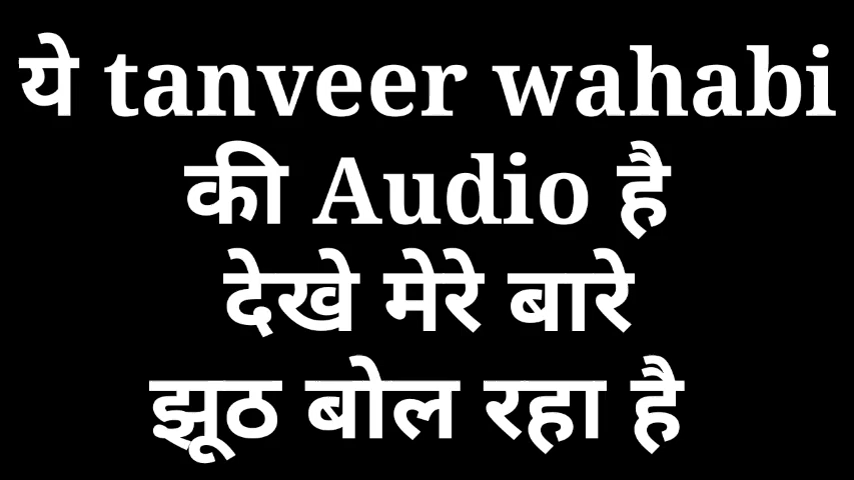 ये tanveer wahabi
की Audio है
देखे मेरे बारे
झूठ बोल रहा है